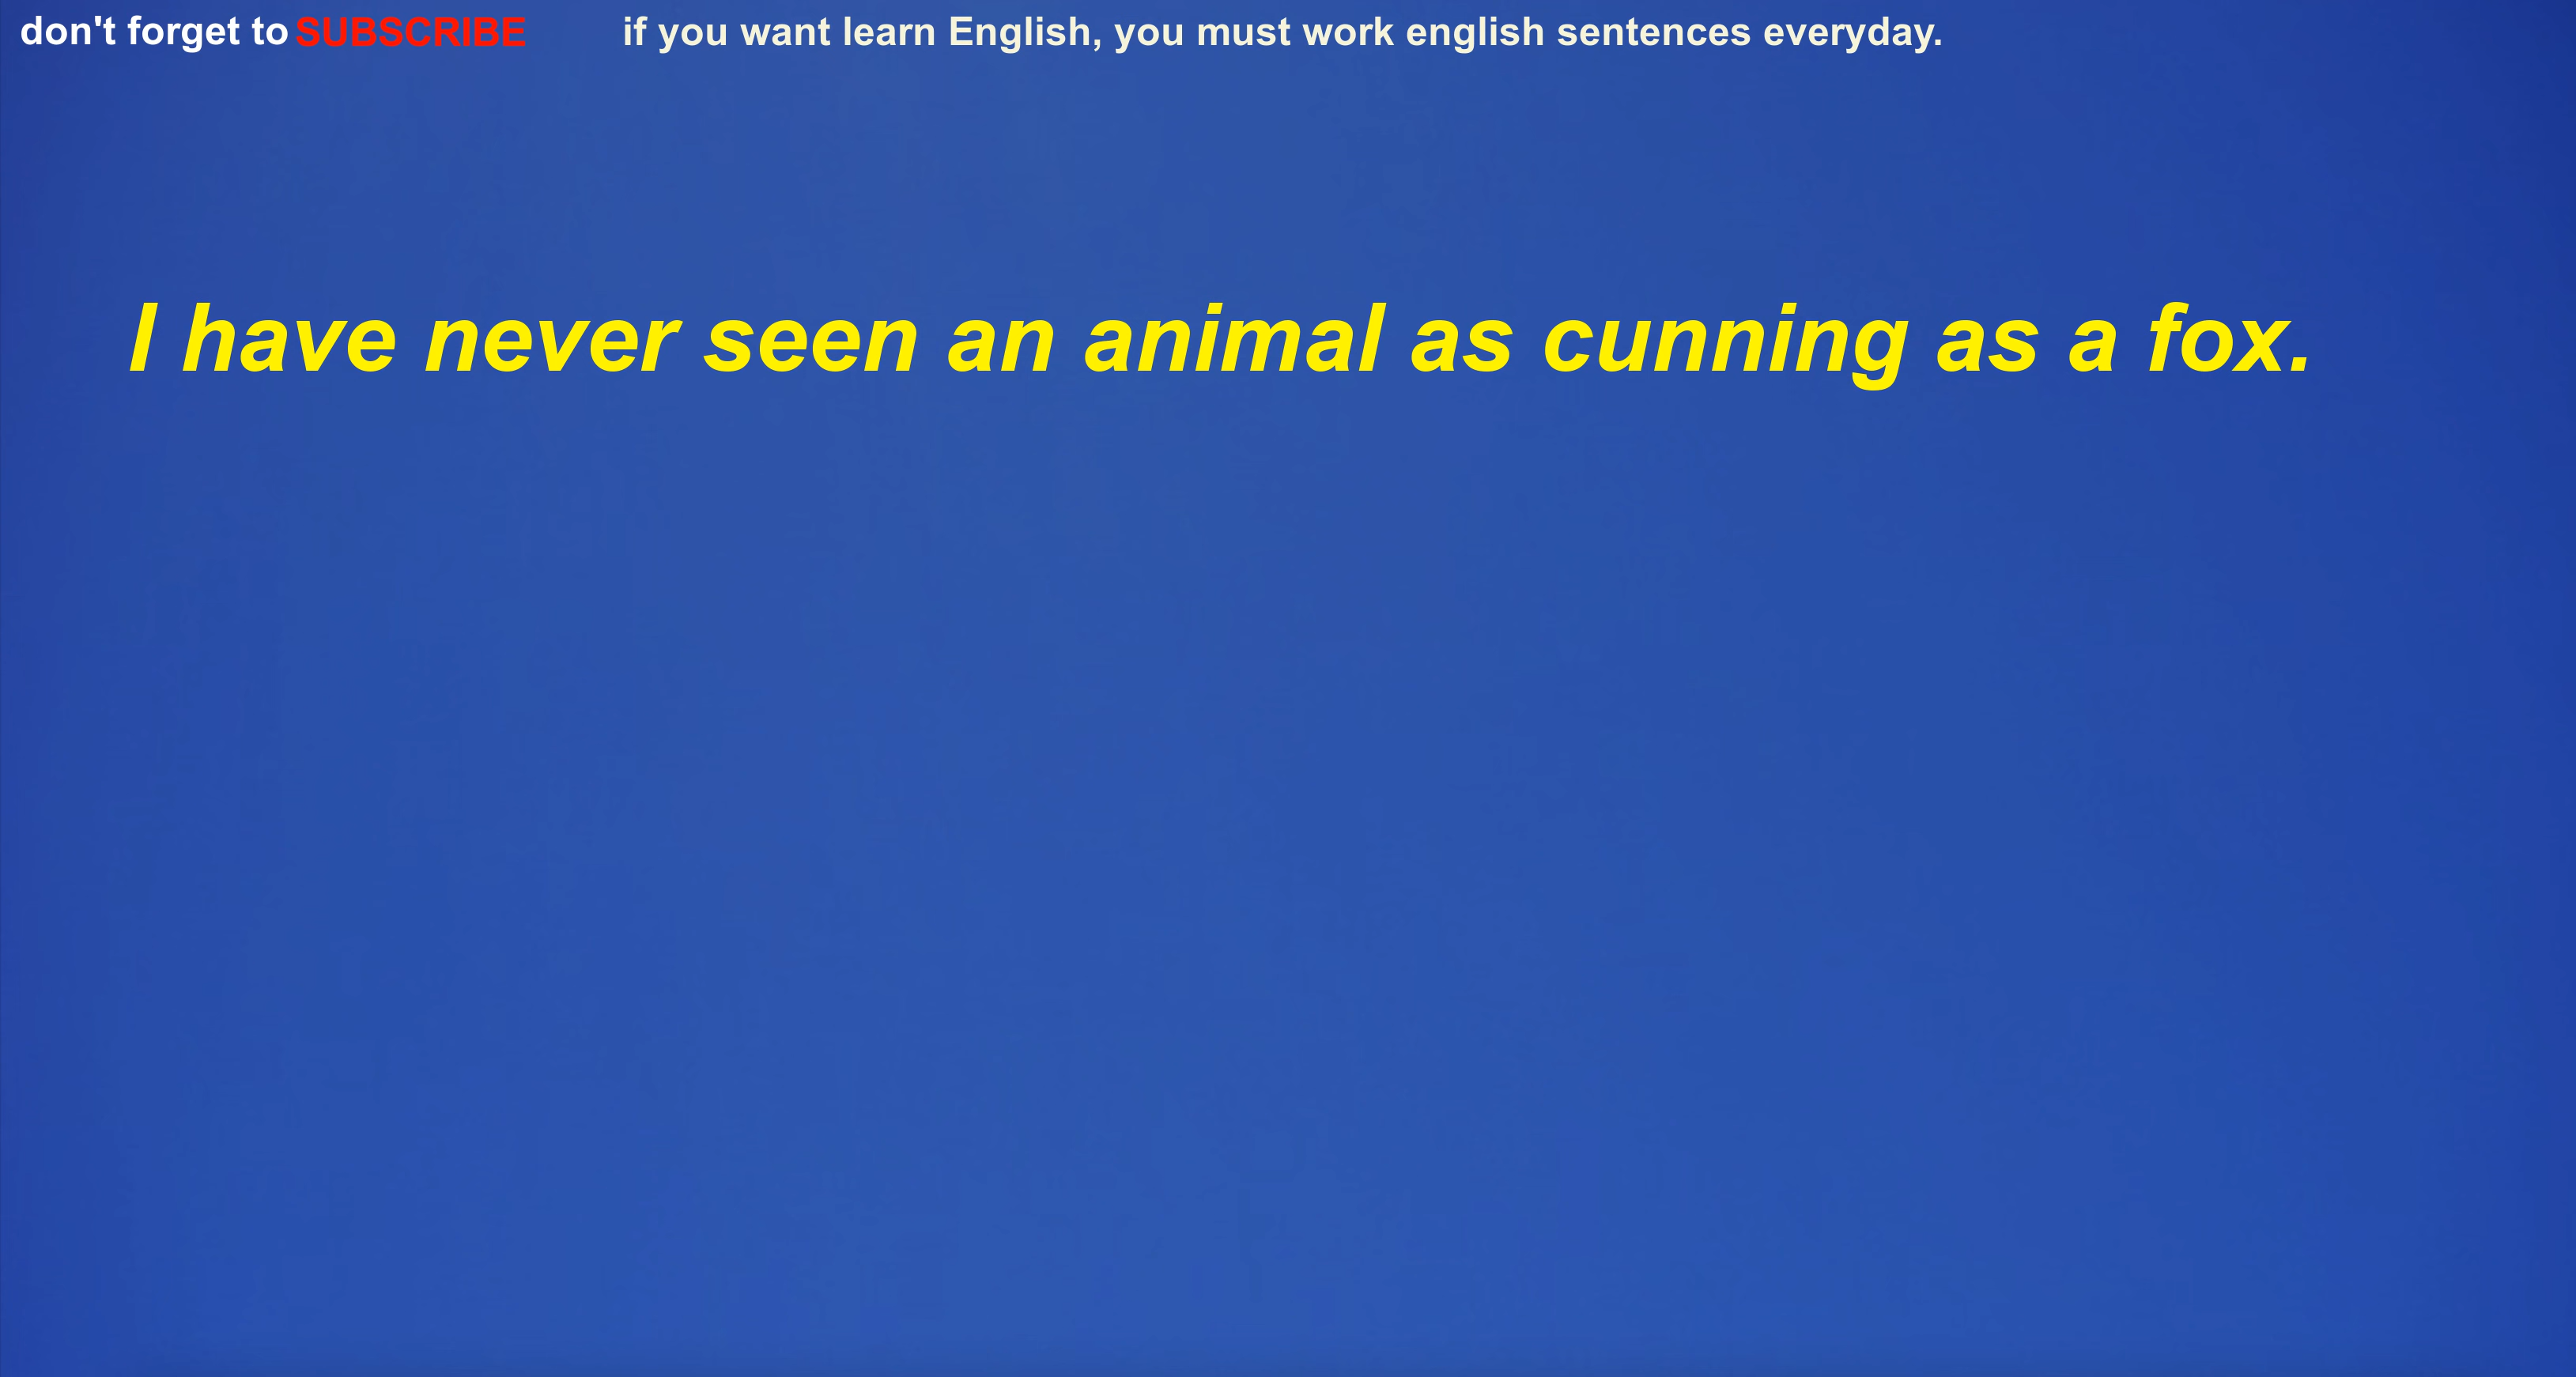 don't forget to SUBSCRIBE if you want learn English, you must work english sentences everyday.
I have never seen an animal as cunning as a fox.